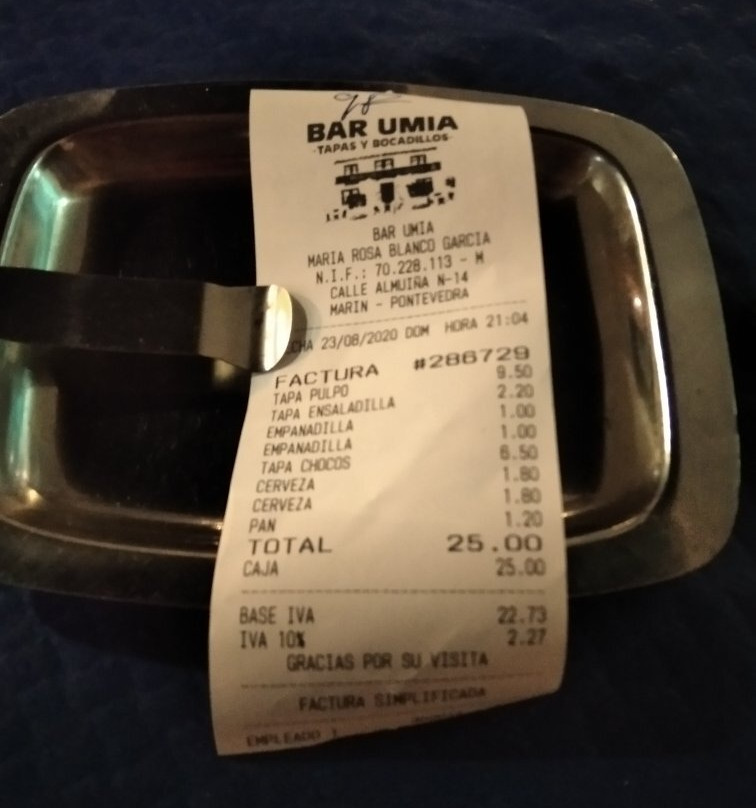 98
BAR UMIA
-TAPAS Y BOCADILLOS-
BAR UMIA
MARIA ROSA BLANCO GARCIA
N.I.F.: 70.228.113 - M
CALLE ALMUIÑA N-14
MARIN - PONTEVEDRA
CHA 23/08/2020 DOM HORA 21:04
FACTURA #286729
TAPA PULPO 9.50
TAPA ENSALADILLA 2.20
EMPANADILLA 1.00
EMPANADILLA 1.00
TAPA CHOCOS 6.50
CERVEZA 1.80
CERVEZA 1.80
PAN 1.20
TOTAL 25.00
CAJA 25.00
BASE IVA 22.73
IVA 10% 2.27
GRACIAS POR SU VISITA
FACTURA SIMPLIFICADA
EMPLEADO 1